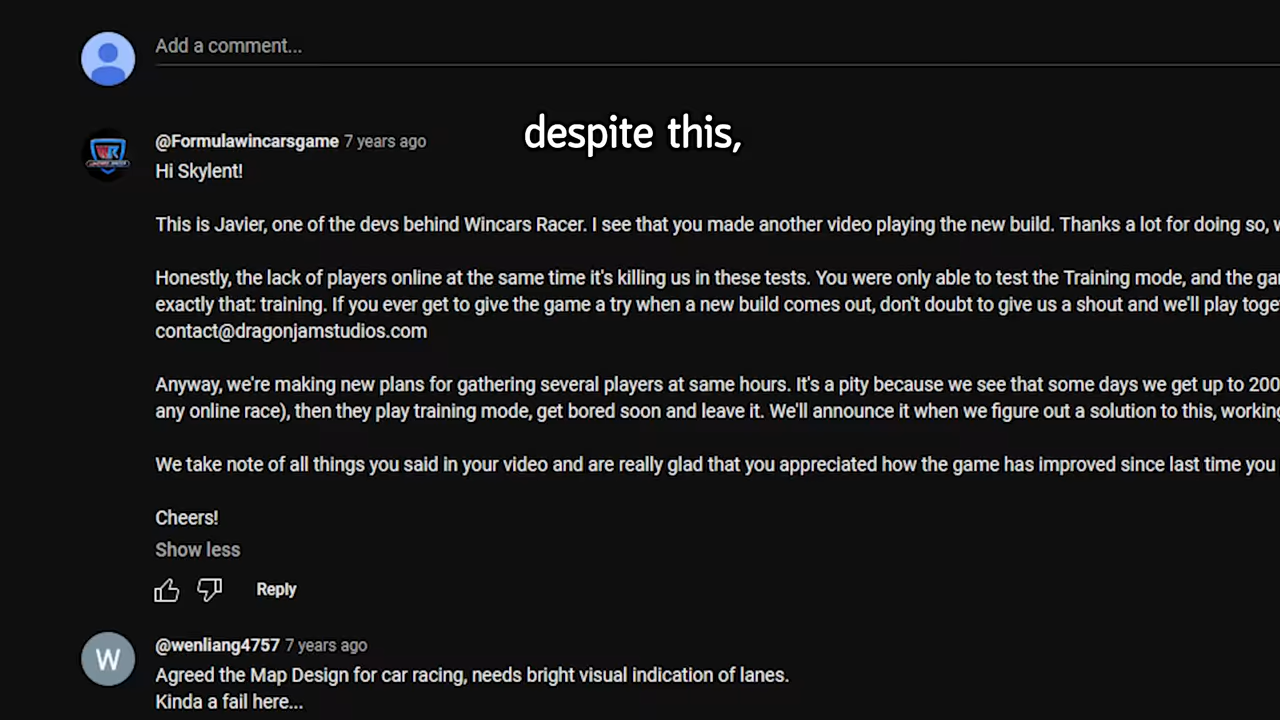 Add a comment...
despite this,
@Formulawincarsgame 7 years ago
Hi Skylent!
This is Javier, one of the devs behind Wincars Racer. I see that you made another video playing the new build. Thanks a lot for doing so,
Honestly, the lack of players online at the same time it's killing us in these tests. You were only able to test the Training mode, and the
exactly that: training. If you ever get to give the game a try when a new build comes out, don't doubt to give us a shout and we'll play
contact@dragonjamstudios.com
Anyway, we're making new plans for gathering several players at same hours. It's a pity because we see that some days we get up to 200
any online race), then they play training mode, get bored soon and leave it. We'll announce it when we figure out a solution to this,
We take note of all things you said in your video and are really glad that you appreciated how the game has improved since last time you
Cheers!
Show less
Reply
W
@wenliang4757 7 years ago
Agreed the Map Design for car racing, needs bright visual indication of lanes.
Kinda a fail here...